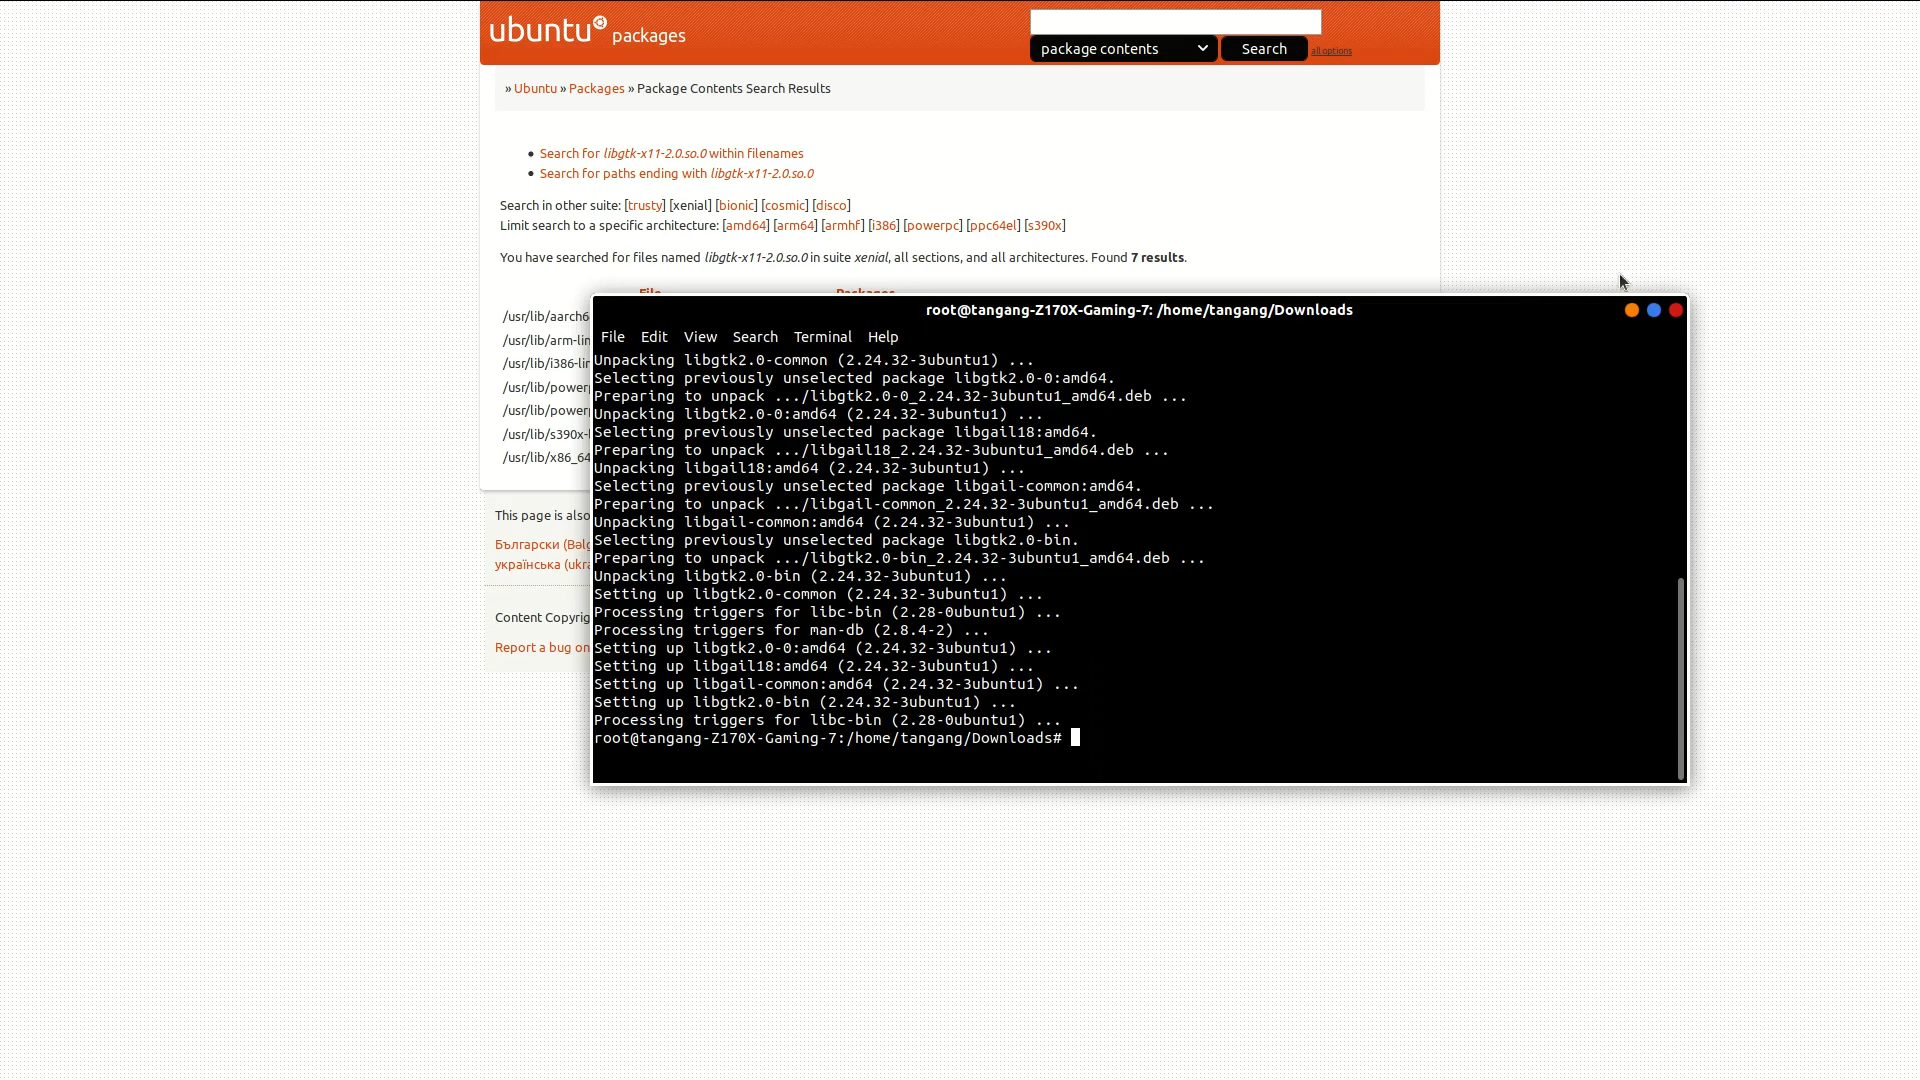 ubuntu packages
package contents Search all options
» Ubuntu » Packages » Package Contents Search Results
Search for libgtk-x11-2.0.so.0 within filenames
Search for paths ending with libgtk-x11-2.0.so.0
Search in other suite: [trusty] [xenial] [bionic] [cosmic] [disco]
Limit search to a specific architecture: [amd64] [arm64] [armhf] [i386] [powerpc] [ppc64el] [s390x]
You have searched for files named libgtk-x11-2.0.so.0 in suite xenial, all sections, and all architectures. Found 7 results.
File Packages
/usr/lib/aarch6
/usr/lib/arm-lin
/usr/lib/i386-lin
/usr/lib/powerp
/usr/lib/powerp
/usr/lib/s390x-l
/usr/lib/x86_64
This page is also
Български (Bəlg
українська (ukra
Content Copyrig
Report a bug on
root@tangang-Z170X-Gaming-7: /home/tangang/Downloads
File Edit View Search Terminal Help
Unpacking libgtk2.0-common (2.24.32-3ubuntu1) ...
Selecting previously unselected package libgtk2.0-0:amd64.
Preparing to unpack .../libgtk2.0-0_2.24.32-3ubuntu1_amd64.deb ...
Unpacking libgtk2.0-0:amd64 (2.24.32-3ubuntu1) ...
Selecting previously unselected package libgail18:amd64.
Preparing to unpack .../libgail18_2.24.32-3ubuntu1_amd64.deb ...
Unpacking libgail18:amd64 (2.24.32-3ubuntu1) ...
Selecting previously unselected package libgail-common:amd64.
Preparing to unpack .../libgail-common_2.24.32-3ubuntu1_amd64.deb ...
Unpacking libgail-common:amd64 (2.24.32-3ubuntu1) ...
Selecting previously unselected package libgtk2.0-bin.
Preparing to unpack .../libgtk2.0-bin_2.24.32-3ubuntu1_amd64.deb ...
Unpacking libgtk2.0-bin (2.24.32-3ubuntu1) ...
Setting up libgtk2.0-common (2.24.32-3ubuntu1) ...
Processing triggers for libc-bin (2.28-0ubuntu1) ...
Processing triggers for man-db (2.8.4-2) ...
Setting up libgtk2.0-0:amd64 (2.24.32-3ubuntu1) ...
Setting up libgail18:amd64 (2.24.32-3ubuntu1) ...
Setting up libgail-common:amd64 (2.24.32-3ubuntu1) ...
Setting up libgtk2.0-bin (2.24.32-3ubuntu1) ...
Processing triggers for libc-bin (2.28-0ubuntu1) ...
root@tangang-Z170X-Gaming-7:/home/tangang/Downloads#